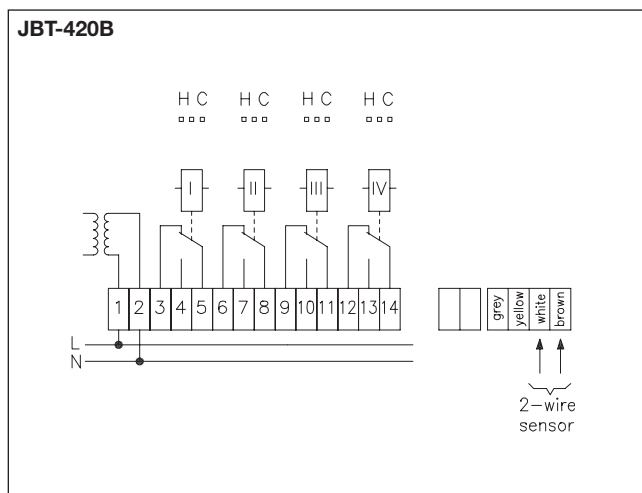 JBT-420B
H C H C H C H C
I II III IV
1 2 3 4 5 6 7 8 9 10 11 12 13 14
grey yellow white brown
L
N
2-wire
sensor